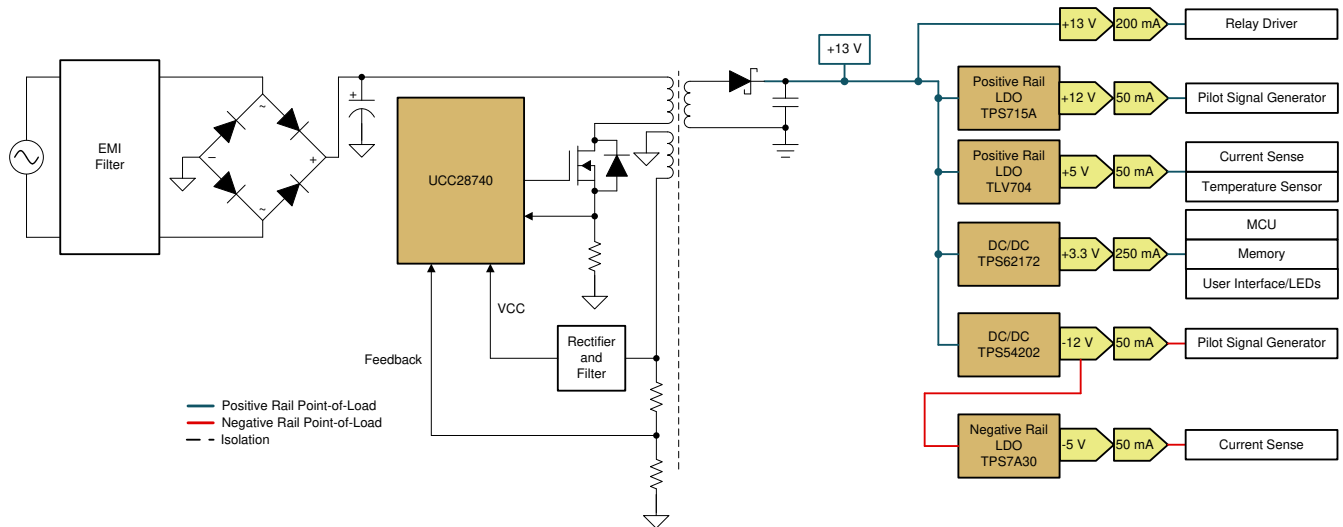 +13 V
200 mA
Relay Driver
+13 V
EMI
Filter
~
~
−
+
+
UCC28740
Positive Rail
LDO
TPS715A
+12 V
50 mA
Pilot Signal Generator
Positive Rail
LDO
TLV704
+5 V
50 mA
Current Sense
Temperature Sensor
DC/DC
TPS62172
+3.3 V
250 mA
MCU
Memory
User Interface/LEDs
VCC
Feedback
Rectifier
and
Filter
DC/DC
TPS54202
-12 V
50 mA
Pilot Signal Generator
Positive Rail Point-of-Load
Negative Rail Point-of-Load
Isolation
Negative Rail
LDO
TPS7A30
-5 V
50 mA
Current Sense